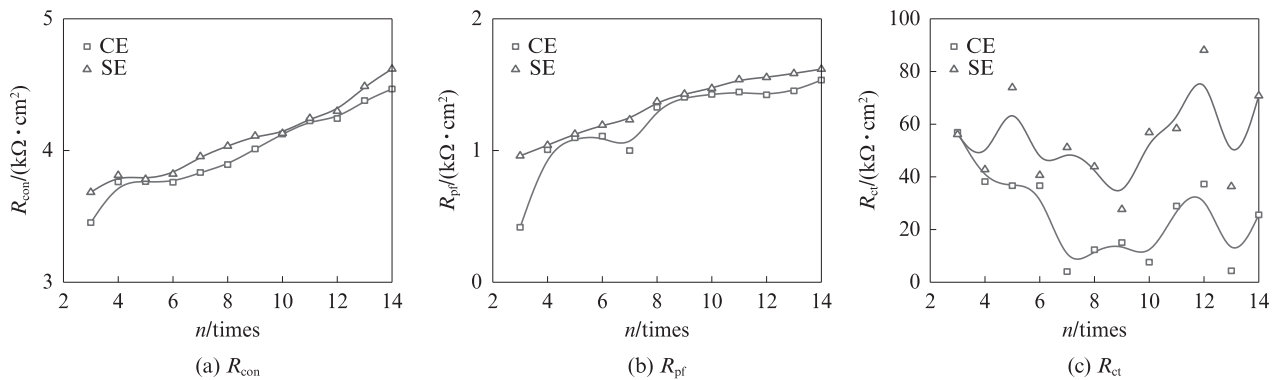 5
4
3
R_con/(kΩ·cm²)
□ CE
△ SE
2 4 6 8 10 12 14
n/times
(a) R_con
2
1
0
R_pf/(kΩ·cm²)
□ CE
△ SE
2 4 6 8 10 12 14
n/times
(b) R_pf
100
80
60
40
20
0
R_ct/(kΩ·cm²)
□ CE
△ SE
2 4 6 8 10 12 14
n/times
(c) R_ct